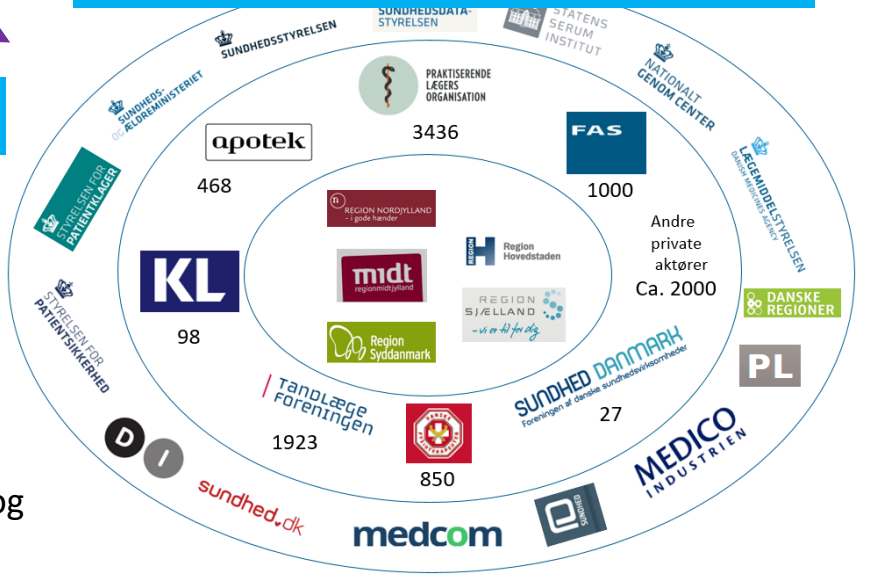 SUNDHEDSDATA-
STYRELSEN
STATENS
SERUM
INSTITUT
SUNDHEDSSTYRELSEN
NATIONALT
GENOM CENTER
SUNDHEDS-
OG ÆLDREMINISTERIET
PRAKTISERENDE
LÆGERS
ORGANISATION
3436
apotek
468
FAS
1000
LÆGEMIDDELSTYRELSEN
DANISH MEDICINES AGENCY
STYRELSEN FOR
PATIENTKLAGER
n
REGION NORDJYLLAND
– i gode hænder
Andre
private
aktører
Ca. 2000
REGION
H
Region
Hovedstaden
KL
98
midt
regionmidtjylland
REGION
SJÆLLAND
- vi er til for dig
DANSKE
REGIONER
STYRELSEN FOR
PATIENTSIKKERHED
Region
Syddanmark
PL
TANDLÆGE
FORENINGEN
1923
850
SUNDHED DANMARK
Foreningen af danske sundhedsvirksomheder
27
MEDICO
INDUSTRIEN
D I
sundhed.dk
medcom
e
SUNDHED
og